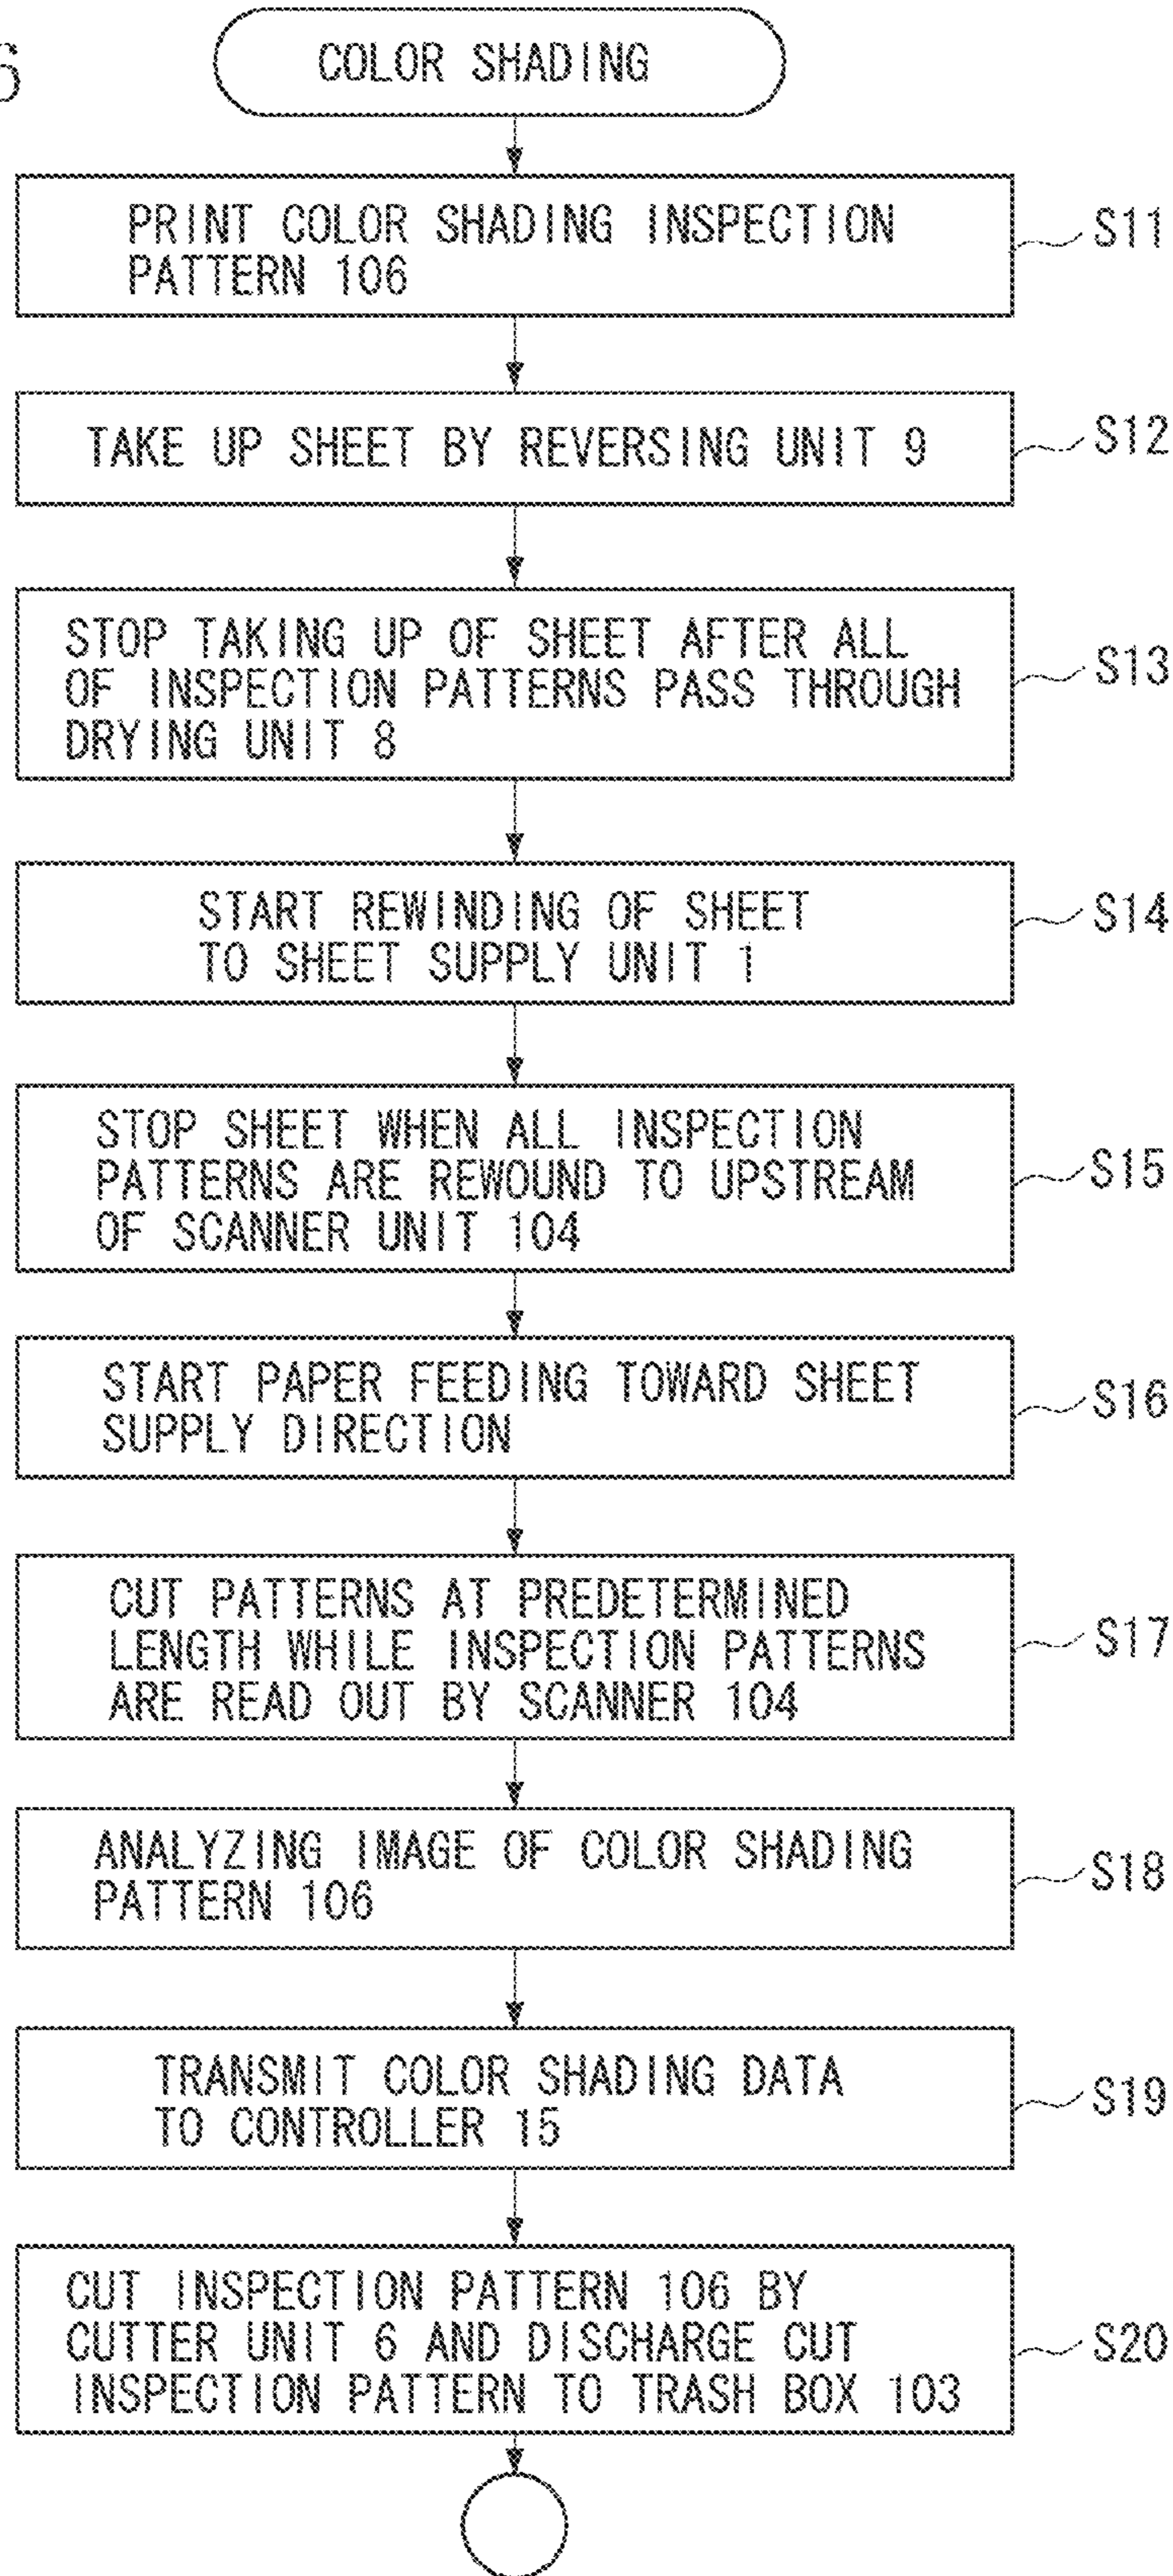 6
COLOR SHADING
PRINT COLOR SHADING INSPECTION
PATTERN 106
S11
TAKE UP SHEET BY REVERSING UNIT 9
S12
STOP TAKING UP OF SHEET AFTER ALL
OF INSPECTION PATTERNS PASS THROUGH
DRYING UNIT 8
S13
START REWINDING OF SHEET
TO SHEET SUPPLY UNIT 1
S14
STOP SHEET WHEN ALL INSPECTION
PATTERNS ARE REWOUND TO UPSTREAM
OF SCANNER UNIT 104
S15
START PAPER FEEDING TOWARD SHEET
SUPPLY DIRECTION
S16
CUT PATTERNS AT PREDETERMINED
LENGTH WHILE INSPECTION PATTERNS
ARE READ OUT BY SCANNER 104
S17
ANALYZING IMAGE OF COLOR SHADING
PATTERN 106
S18
TRANSMIT COLOR SHADING DATA
TO CONTROLLER 15
S19
CUT INSPECTION PATTERN 106 BY
CUTTER UNIT 6 AND DISCHARGE CUT
INSPECTION PATTERN TO TRASH BOX 103
S20